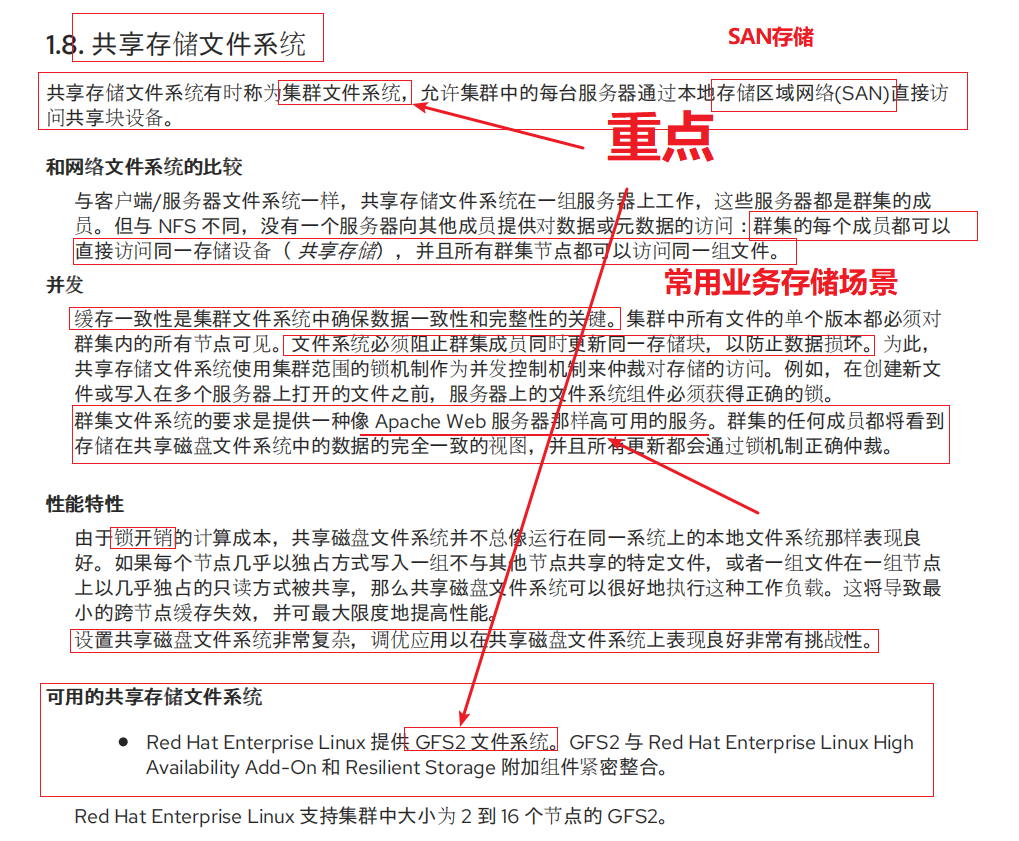 SAN存储
1.8. 共享存储文件系统
共享存储文件系统有时称为集群文件系统，允许集群中的每台服务器通过本地存储区域网络(SAN)直接访
问共享块设备。
重点
和网络文件系统的比较
与客户端/服务器文件系统一样，共享存储文件系统在一组服务器上工作，这些服务器都是群集的成
员。但与 NFS 不同，没有一个服务器向其他成员提供对数据或元数据的访问：群集的每个成员都可以
直接访问同一存储设备（ 共享存储），并且所有群集节点都可以访问同一组文件。
并发
常用业务存储场景
缓存一致性是集群文件系统中确保数据一致性和完整性的关键。集群中所有文件的单个版本都必须对
群集内的所有节点可见。文件系统必须阻止群集成员同时更新同一存储块，以防止数据损坏。为此，
共享存储文件系统使用集群范围的锁机制作为并发控制机制来仲裁对存储的访问。例如，在创建新文
件或写入在多个服务器上打开的文件之前，服务器上的文件系统组件必须获得正确的锁。
群集文件系统的要求是提供一种像 Apache Web 服务器那样高可用的服务。群集的任何成员都将看到
存储在共享磁盘文件系统中的数据的完全一致的视图，并且所有更新都会通过锁机制正确仲裁。
性能特性
由于锁开销的计算成本，共享磁盘文件系统并不总像运行在同一系统上的本地文件系统那样表现良
好。如果每个节点几乎以独占方式写入一组不与其他节点共享的特定文件，或者一组文件在一组节点
上以几乎独占的只读方式被共享，那么共享磁盘文件系统可以很好地执行这种工作负载。这将导致最
小的跨节点缓存失效，并可最大限度地提高性能。
设置共享磁盘文件系统非常复杂，调优应用以在共享磁盘文件系统上表现良好非常有挑战性。
可用的共享存储文件系统
● Red Hat Enterprise Linux 提供 GFS2 文件系统。GFS2 与 Red Hat Enterprise Linux High
Availability Add-On 和 Resilient Storage 附加组件紧密整合。
Red Hat Enterprise Linux 支持集群中大小为 2 到 16 个节点的 GFS2。